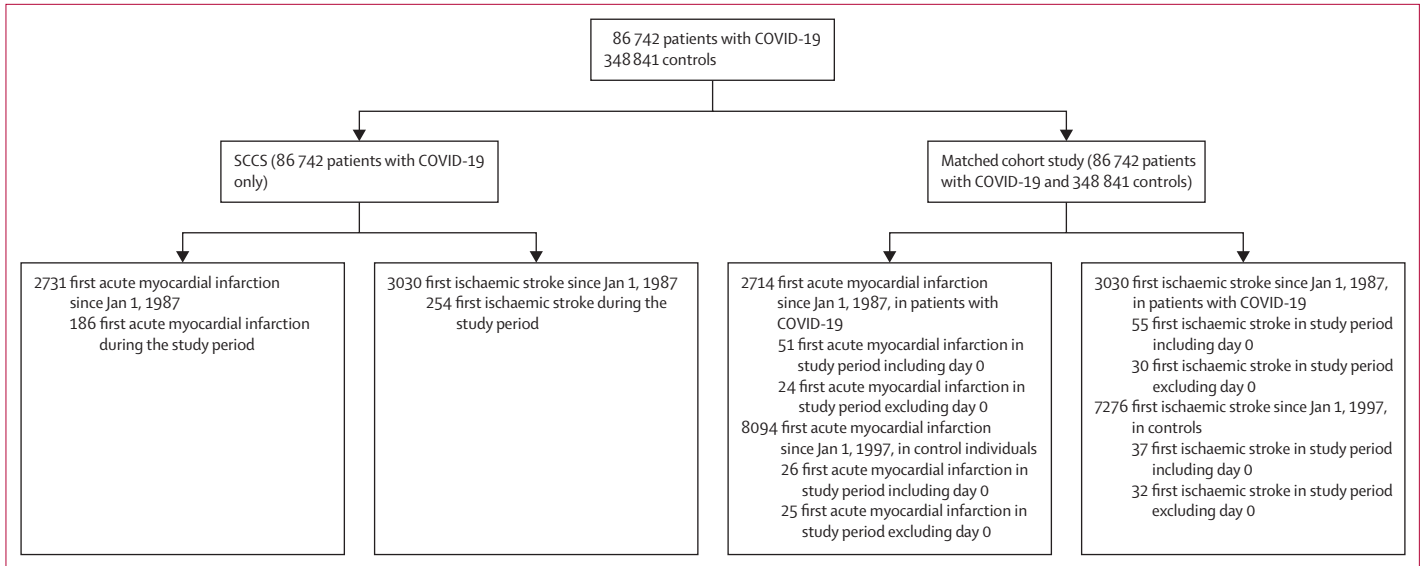 86 742 patients with COVID-19
348 841 controls
SCCS (86 742 patients with COVID-19
only)
Matched cohort study (86 742 patients
with COVID-19 and 348 841 controls)
2731 first acute myocardial infarction
since Jan 1, 1987
186 first acute myocardial infarction
during the study period
3030 first ischaemic stroke since Jan 1, 1987
254 first ischaemic stroke during the
study period
2714 first acute myocardial infarction
since Jan 1, 1987, in patients with
COVID-19
51 first acute myocardial infarction in
study period including day 0
24 first acute myocardial infarction in
study period excluding day 0
8094 first acute myocardial infarction
since Jan 1, 1997, in control individuals
26 first acute myocardial infarction in
study period including day 0
25 first acute myocardial infarction in
study period excluding day 0
3030 first ischaemic stroke since Jan 1, 1987,
in patients with COVID-19
55 first ischaemic stroke in study period
including day 0
30 first ischaemic stroke in study period
excluding day 0
7276 first ischaemic stroke since Jan 1, 1997,
in controls
37 first ischaemic stroke in study period
including day 0
32 first ischaemic stroke in study period
excluding day 0